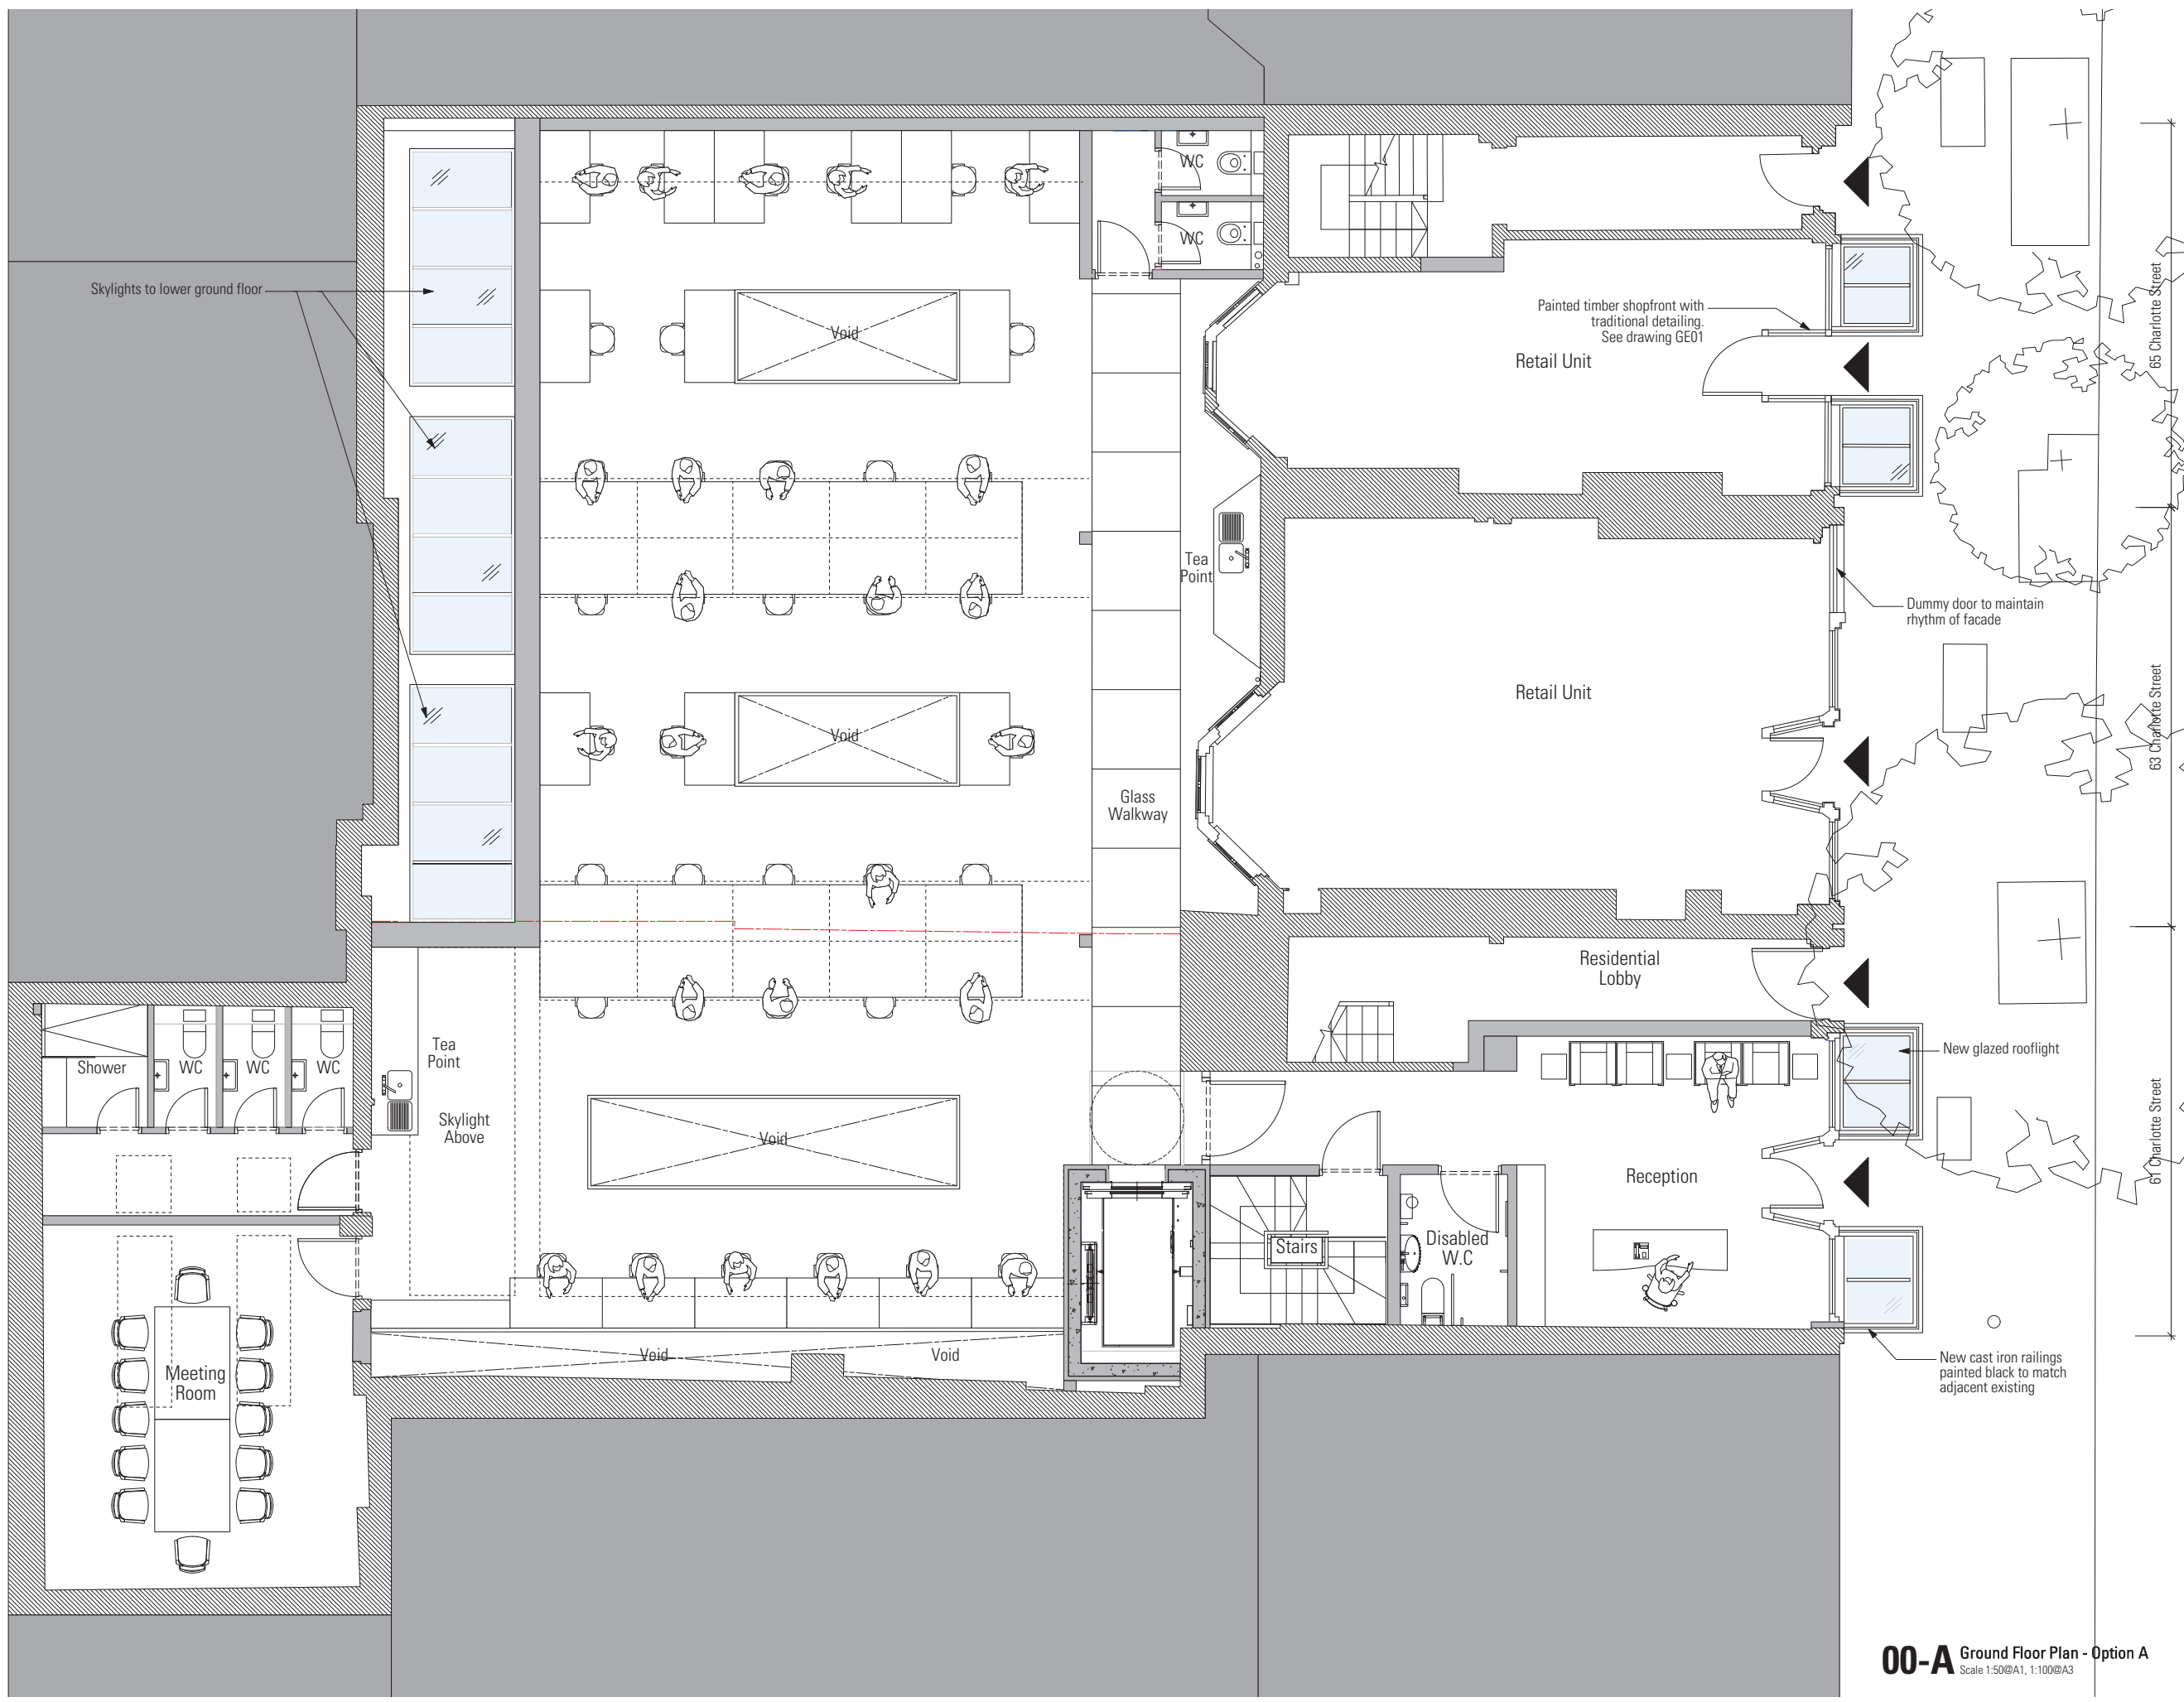 WC
WC
Skylights to lower ground floor
Void
Painted timber shopfront with
traditional detailing.
See drawing GE01
Retail Unit
65 Charlotte Street
Tea
Point
Dummy door to maintain
rhythm of facade
Retail Unit
63 Charlotte Street
Void
Glass
Walkway
Residential
Lobby
New glazed rooflight
Tea
Point
Shower
WC
WC
WC
Skylight
Above
Void
Reception
61 Charlotte Street
Stairs
Disabled
W.C
Void
Void
Meeting
Room
New cast iron railings
painted black to match
adjacent existing
00-A Ground Floor Plan - Option A
Scale 1:50@A1, 1:100@A3